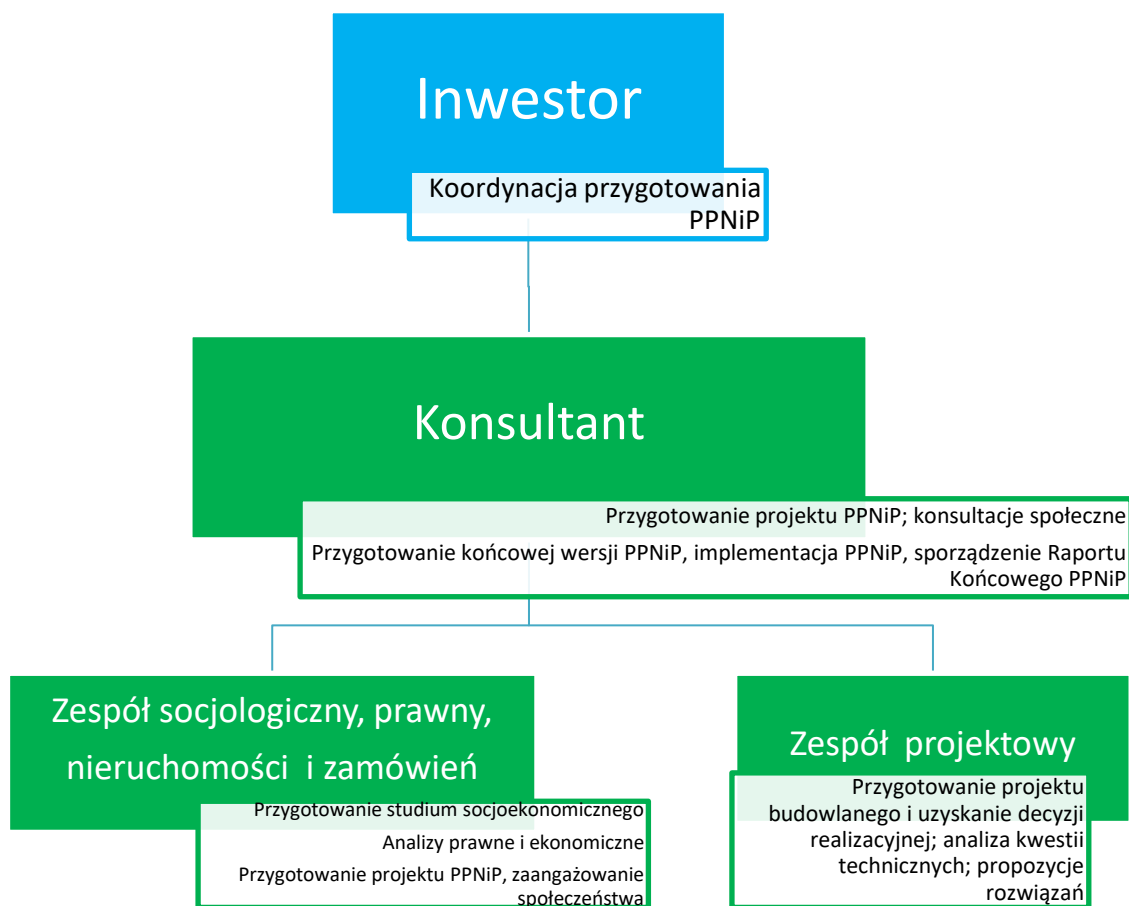 Inwestor
Koordynacja przygotowania
PPNiP
Konsultant
Przygotowanie projektu PPNiP; konsultacje społeczne
Przygotowanie końcowej wersji PPNiP, implementacja PPNiP, sporządzenie Raportu
Końcowego PPNiP
Zespół socjologiczny, prawny,
nieruchomości i zamówień
Przygotowanie studium socjoekonomicznego
Analizy prawne i ekonomiczne
Przygotowanie projektu PPNiP, zaangażowanie
społeczeństwa
Zespół projektowy
Przygotowanie projektu
budowlanego i uzyskanie decyzji
realizacyjnej; analiza kwestii
technicznych; propozycje
rozwiązań